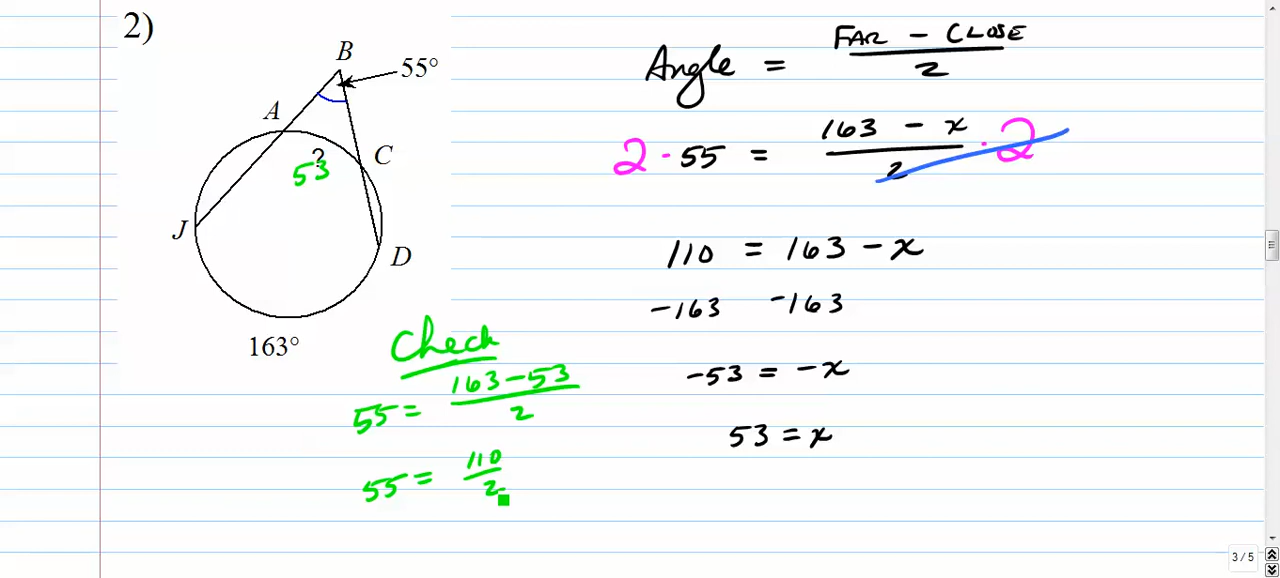 2)
B
55°
A
?
53
C
J
D
163°
Angle = FAR - CLOSE
2
2 · 55 = 163 - x · 2
2
110 = 163 - x
-163 -163
-53 = -x
53 = x
Check
55 = 163 - 53
2
55 = 110
2
3 / 5